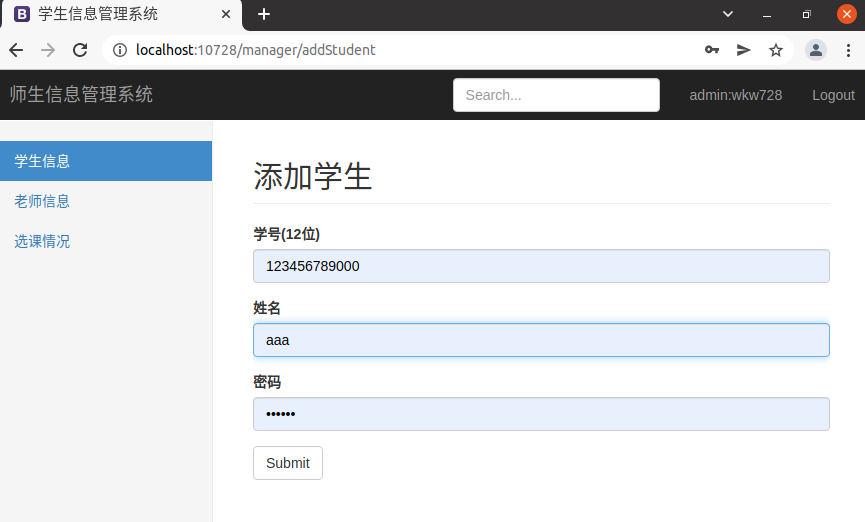 学生信息管理系统
localhost:10728/manager/addStudent
师生信息管理系统
Search...
admin:wkw728
Logout
学生信息
老师信息
选课情况
添加学生
学号(12位)
123456789000
姓名
aaa
密码
••••••
Submit